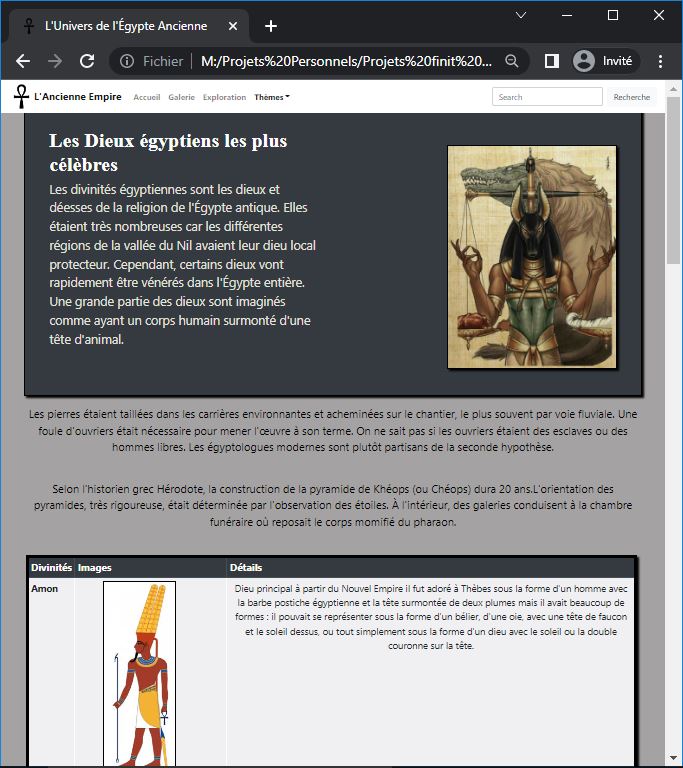 L'Univers de l'Égypte Ancienne
Fichier M:/Projets%20Personnels/Projets%20finit%20... Invité
L'Ancienne Empire Accueil Galerie Exploration Thèmes Search Recherche
Les Dieux égyptiens les plus
célèbres
Les divinités égyptiennes sont les dieux et
déesses de la religion de l'Égypte antique. Elles
étaient très nombreuses car les différentes
régions de la vallée du Nil avaient leur dieu local
protecteur. Cependant, certains dieux vont
rapidement être vénérés dans l'Égypte entière.
Une grande partie des dieux sont imaginés
comme ayant un corps humain surmonté d'une
tête d'animal.
Les pierres étaient taillées dans les carrières environnantes et acheminées sur le chantier, le plus souvent par voie fluviale. Une
foule d'ouvriers était nécessaire pour mener l'œuvre à son terme. On ne sait pas si les ouvriers étaient des esclaves ou des
hommes libres. Les égyptologues modernes sont plutôt partisans de la seconde hypothèse.
Selon l'historien grec Hérodote, la construction de la pyramide de Khéops (ou Chéops) dura 20 ans.L'orientation des
pyramides, très rigoureuse, était déterminée par l'observation des étoiles. À l'intérieur, des galeries conduisent à la chambre
funéraire où reposait le corps momifié du pharaon.
Divinités Images Détails
Amon Dieu principal à partir du Nouvel Empire il fut adoré à Thèbes sous la forme d'un homme avec
la barbe postiche égyptienne et la tête surmontée de deux plumes mais il avait beaucoup de
formes : il pouvait se représenter sous la forme d'un bélier, d'une oie, avec une tête de faucon
et le soleil dessus, ou tout simplement sous la forme d'un dieu avec le soleil ou la double
couronne sur la tête.